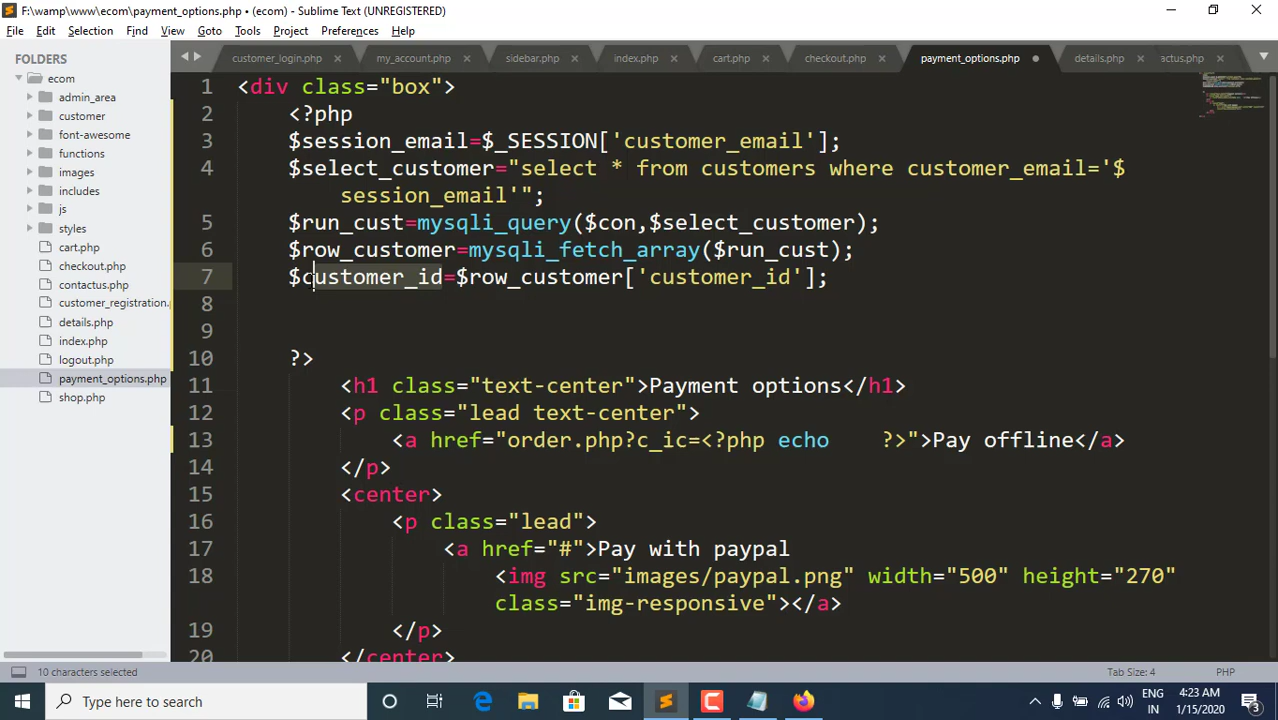 F:\wamp\www\ecom\payment_options.php • (ecom) - Sublime Text (UNREGISTERED)
File Edit Selection Find View Goto Tools Project Preferences Help
FOLDERS
ecom
admin_area
customer
font-awesome
functions
images
includes
js
styles
cart.php
checkout.php
contactus.php
customer_registration.php
details.php
index.php
logout.php
payment_options.php
shop.php
customer_login.php my_account.php sidebar.php index.php cart.php checkout.php payment_options.php details.php actus.php
1 <div class="box">
2 <?php
3 $session_email=$_SESSION['customer_email'];
4 $select_customer="select * from customers where customer_email='$
session_email'";
5 $run_cust=mysqli_query($con,$select_customer);
6 $row_customer=mysqli_fetch_array($run_cust);
7 $customer_id=$row_customer['customer_id'];
8
9
10 ?>
11 <h1 class="text-center">Payment options</h1>
12 <p class="lead text-center">
13 <a href="order.php?c_ic=<?php echo ?>">Pay offline</a>
14 </p>
15 <center>
16 <p class="lead">
17 <a href="#">Pay with paypal
18 <img src="images/paypal.png" width="500" height="270"
class="img-responsive"></a>
19 </p>
20 </center>
10 characters selected
Tab Size: 4 PHP
Type here to search
ENG
IN
4:23 AM
1/15/2020
3